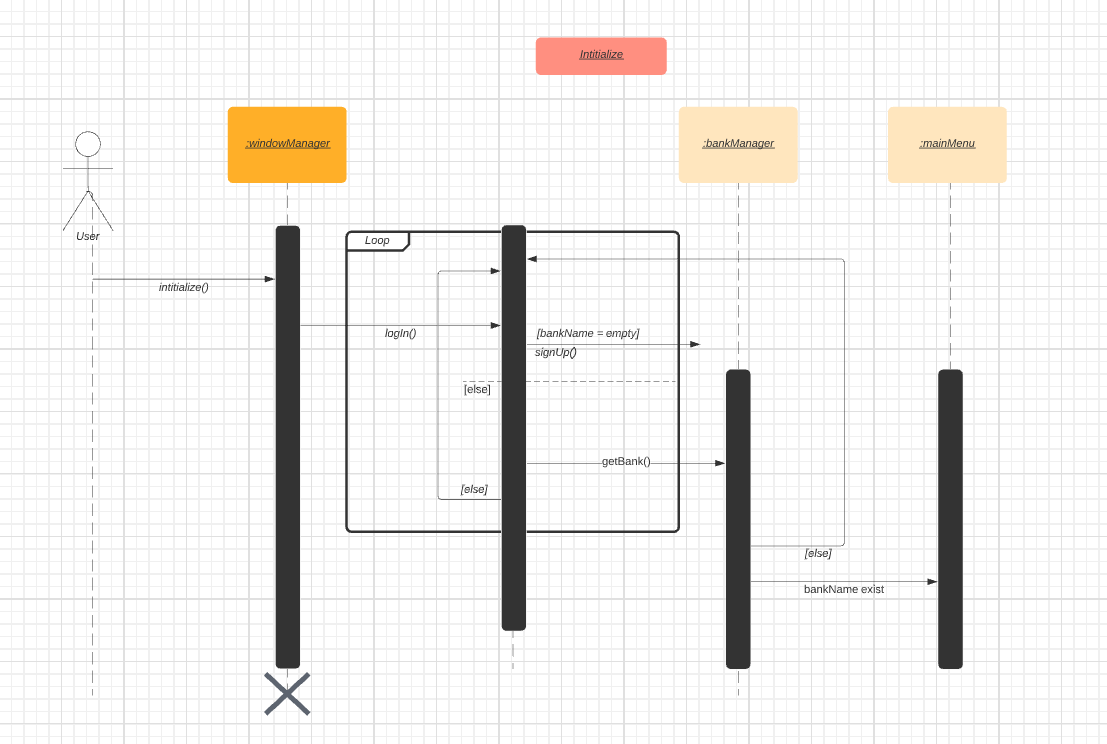 Intitialize
:windowManager
:bankManager
:mainMenu
User
Loop
intitialize()
logIn()
[bankName = empty]
signUp()
[else]
getBank()
[else]
[else]
bankName exist